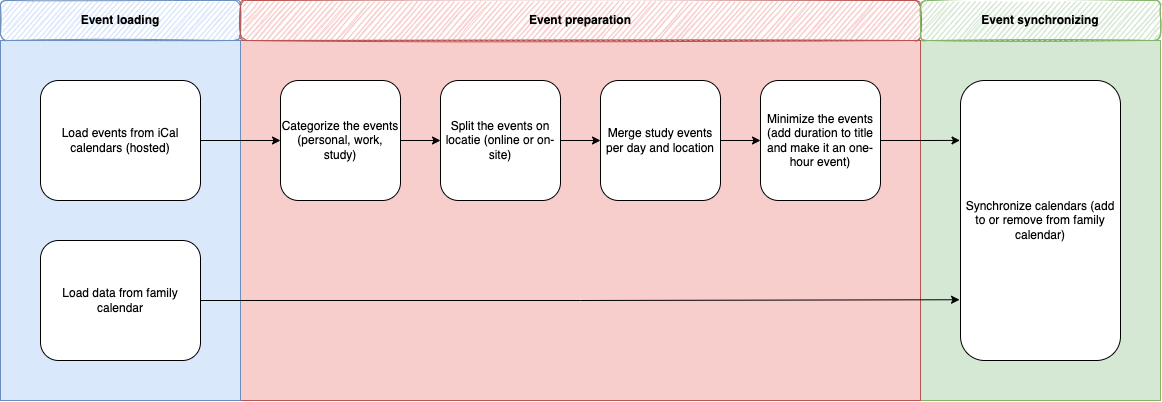 Event loading
Event preparation
Event synchronizing
Load events from iCal
calendars (hosted)
Categorize the events
(personal, work,
study)
Split the events on
locatie (online or on-
site)
Merge study events
per day and location
Minimize the events
(add duration to title
and make it an one-
hour event)
Synchronize calendars (add
to or remove from family
calendar)
Load data from family
calendar